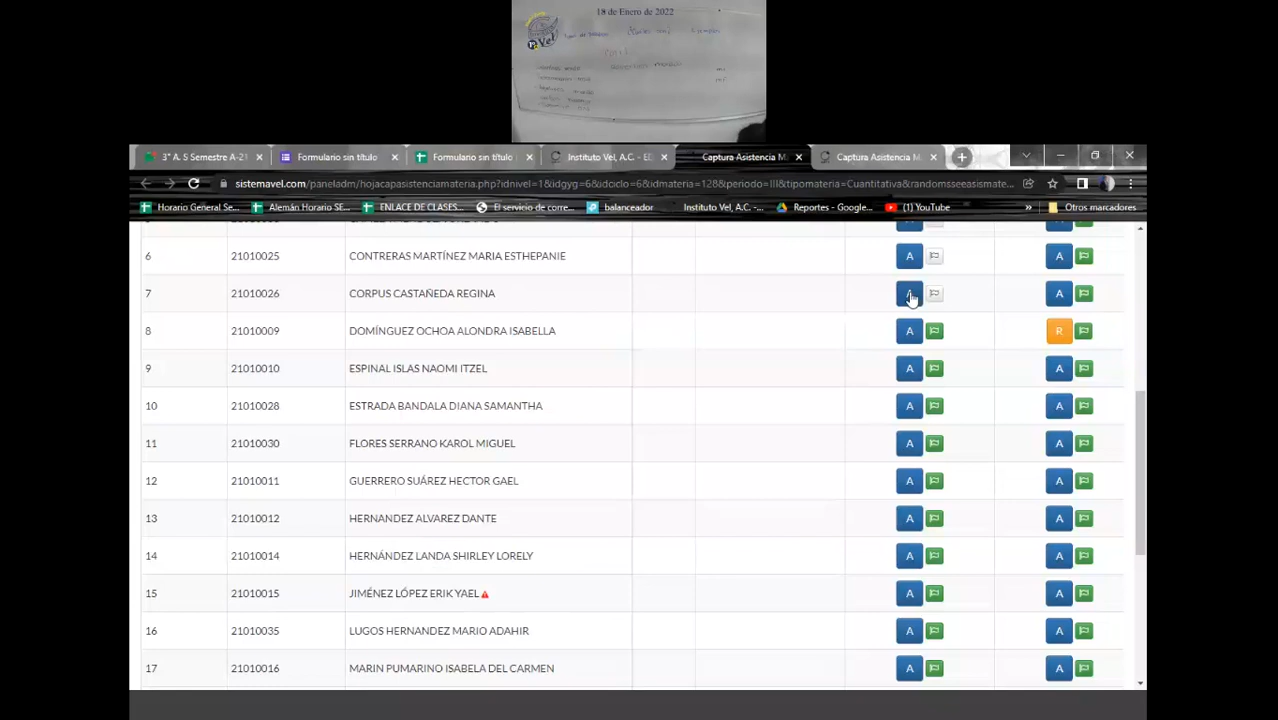 18 de Enero de 2022
Vel
3° A. S Semestre A-21
Formulario sin título
Formulario sin título
Instituto Vel, A.C. - ED
Captura Asistencia M
Captura Asistencia M
sistemavel.com/paneladm/hojacapasistenciamateria.php?idnivel=1&idgyg=6&idciclo=6&idmateria=128&periodo=III&tipomateria=Cuantitativa&randomsseeasismate...
Horario General Se...
Alemán Horario SE...
ENLACE DE CLASES...
El servicio de corre...
balanceador
Instituto Vel, A.C. -...
Reportes - Google...
(1) YouTube
»
Otros marcadores
6 21010025 CONTRERAS MARTÍNEZ MARIA ESTHEPANIE A A
7 21010026 CORPUS CASTAÑEDA REGINA A A
8 21010009 DOMÍNGUEZ OCHOA ALONDRA ISABELLA A R
9 21010010 ESPINAL ISLAS NAOMI ITZEL A A
10 21010028 ESTRADA BANDALA DIANA SAMANTHA A A
11 21010030 FLORES SERRANO KAROL MIGUEL A A
12 21010011 GUERRERO SUÁREZ HECTOR GAEL A A
13 21010012 HERNANDEZ ALVAREZ DANTE A A
14 21010014 HERNÁNDEZ LANDA SHIRLEY LORELY A A
15 21010015 JIMÉNEZ LÓPEZ ERIK YAEL A A
16 21010035 LUGOS HERNANDEZ MARIO ADAHIR A A
17 21010016 MARIN PUMARINO ISABELA DEL CARMEN A A